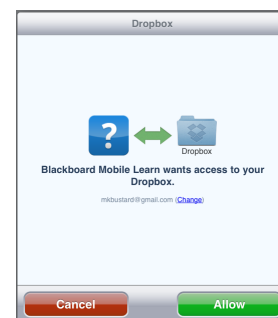 Dropbox
?
Dropbox
Blackboard Mobile Learn wants access to your
Dropbox.
mkbustard@gmail.com (Change)
Cancel
Allow